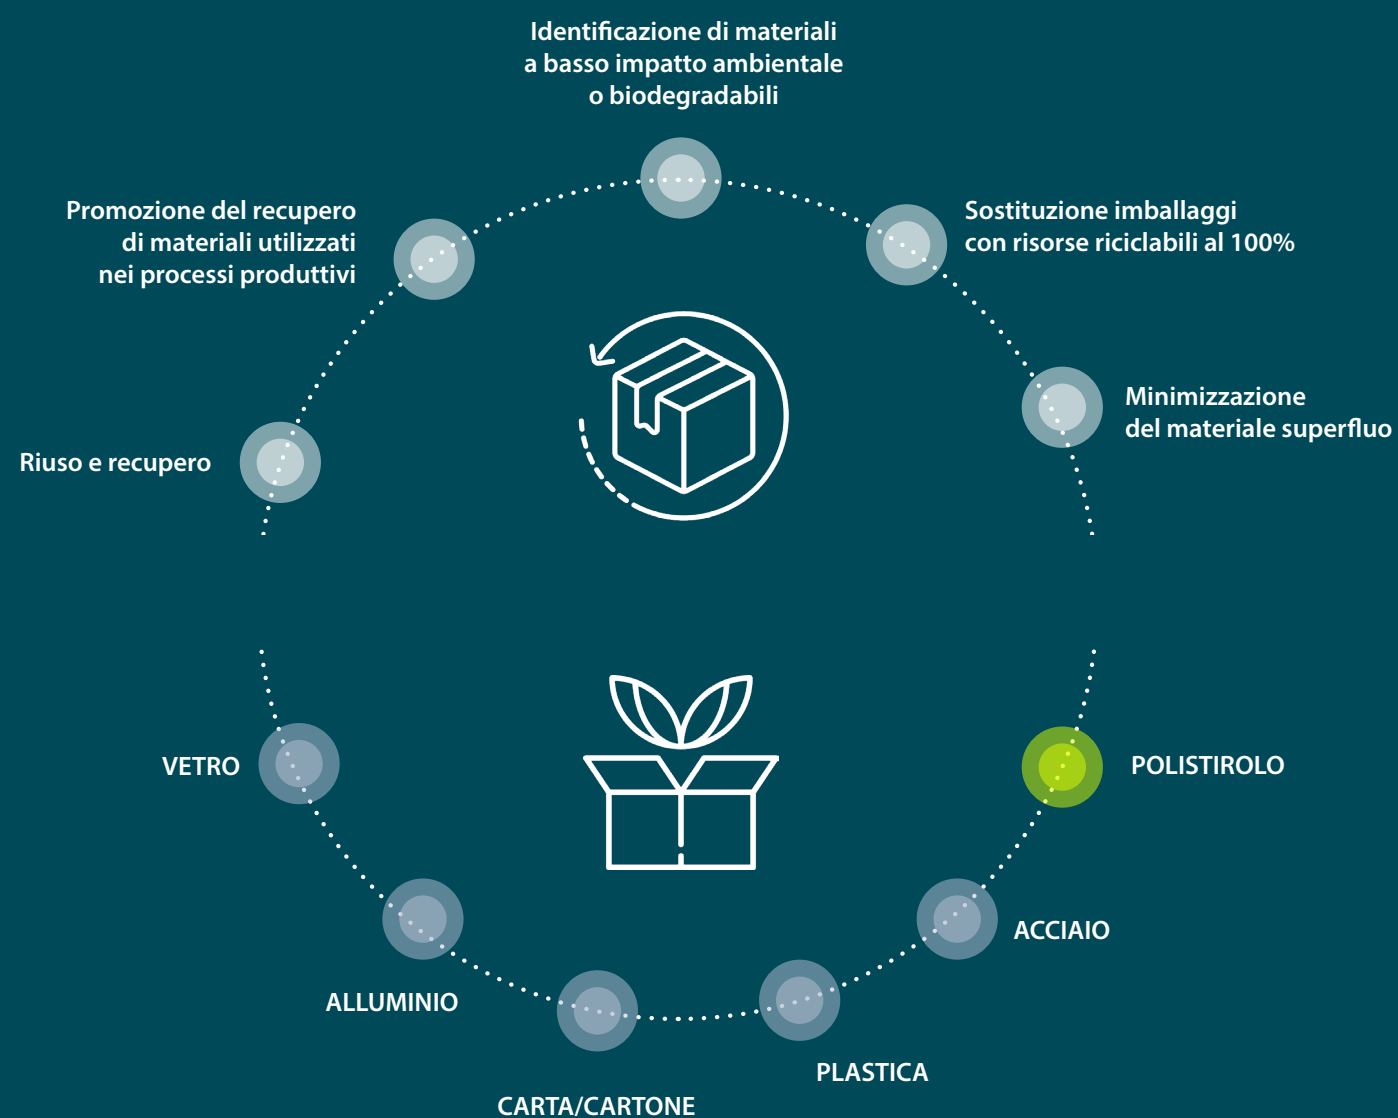 Identificazione di materiali
a basso impatto ambientale
o biodegradabili
Promozione del recupero
di materiali utilizzati
nei processi produttivi
Sostituzione imballaggi
con risorse riciclabili al 100%
Minimizzazione
del materiale superfluo
Riuso e recupero
VETRO
POLISTIROLO
ALLUMINIO
ACCIAIO
CARTA/CARTONE
PLASTICA